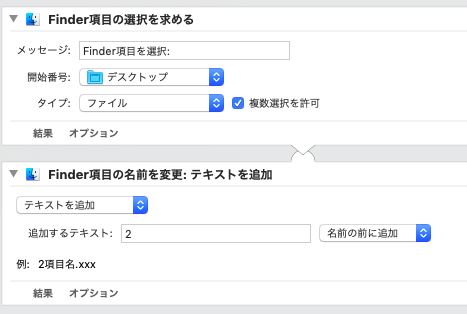 Finder項目の選択を求める
メッセージ: Finder項目を選択:
開始番号: デスクトップ
タイプ: ファイル 複数選択を許可
結果 オプション
Finder項目の名前を変更: テキストを追加
テキストを追加
追加するテキスト: 2 名前の前に追加
例: 2項目名.xxx
結果 オプション